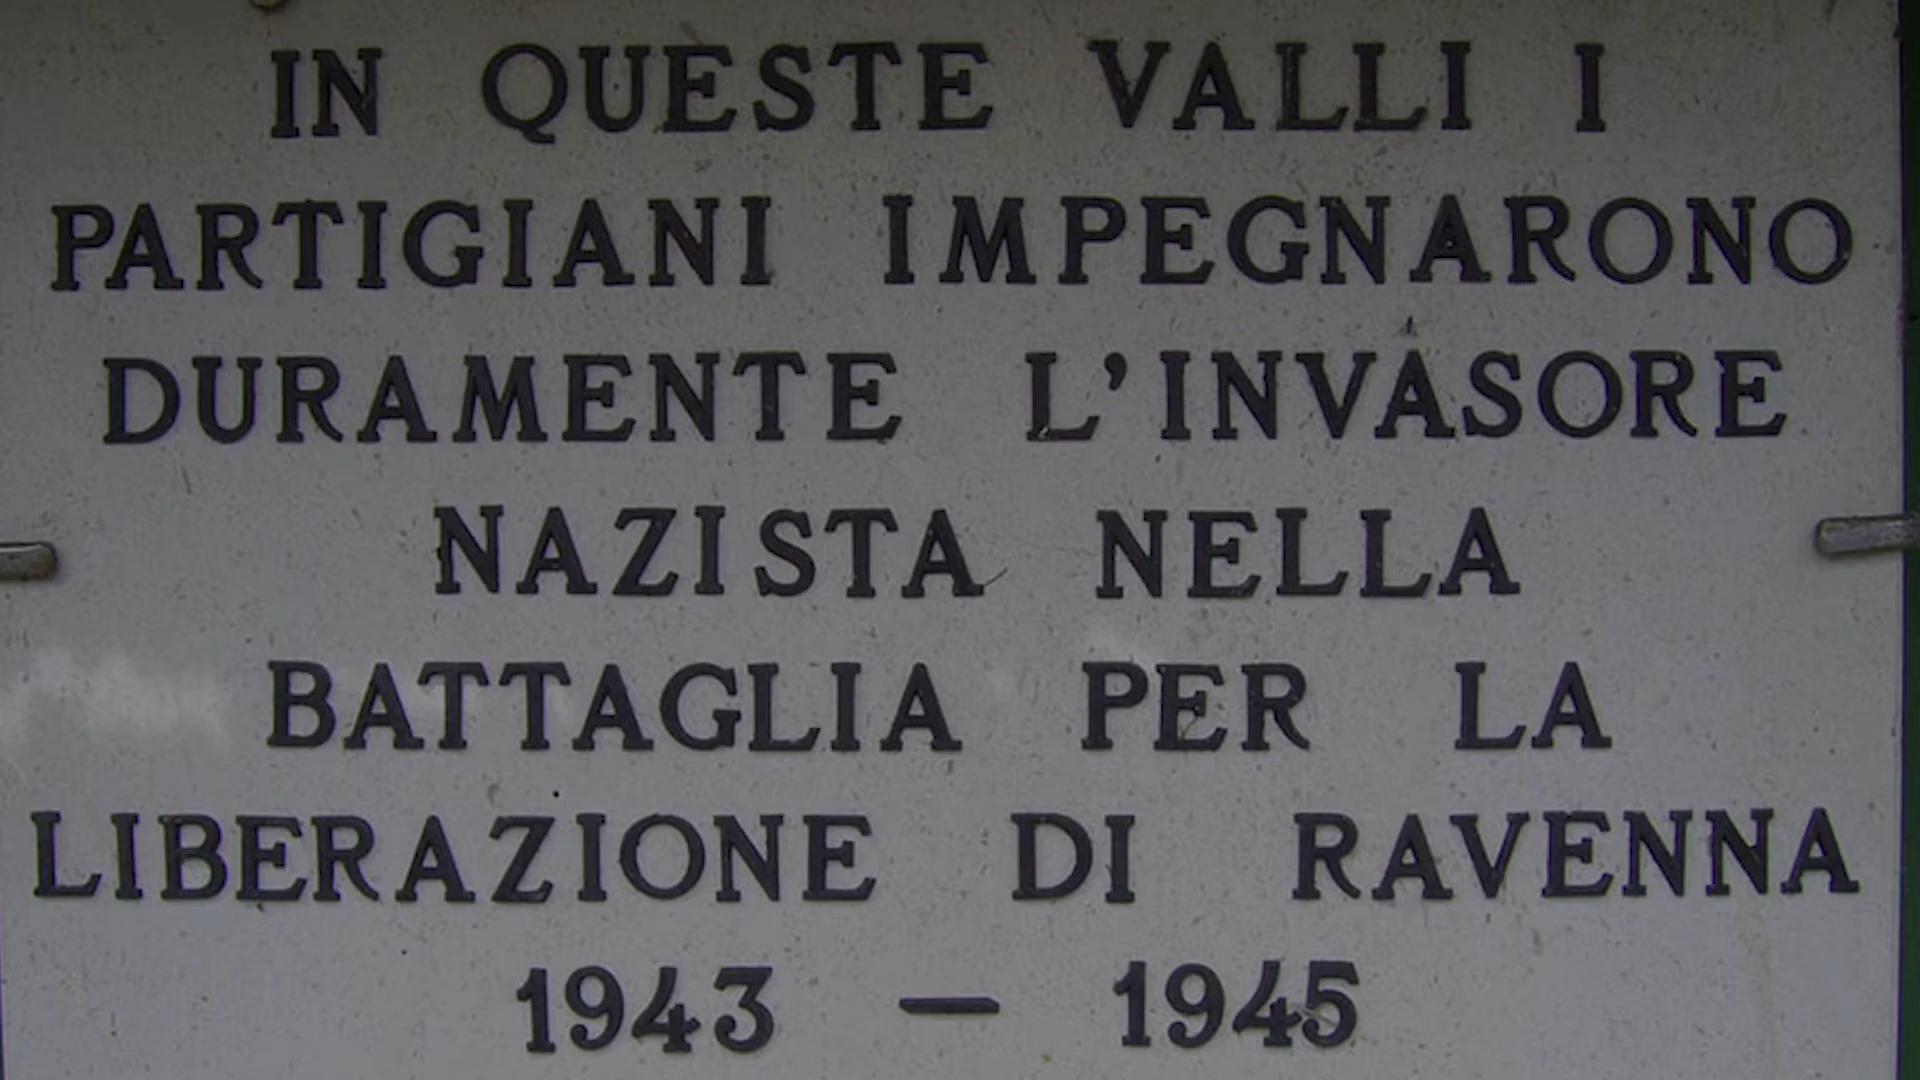 IN QUESTE VALLI I
PARTIGIANI IMPEGNARONO
DURAMENTE L'INVASORE
NAZISTA NELLA
BATTAGLIA PER LA
LIBERAZIONE DI RAVENNA
1943 — 1945